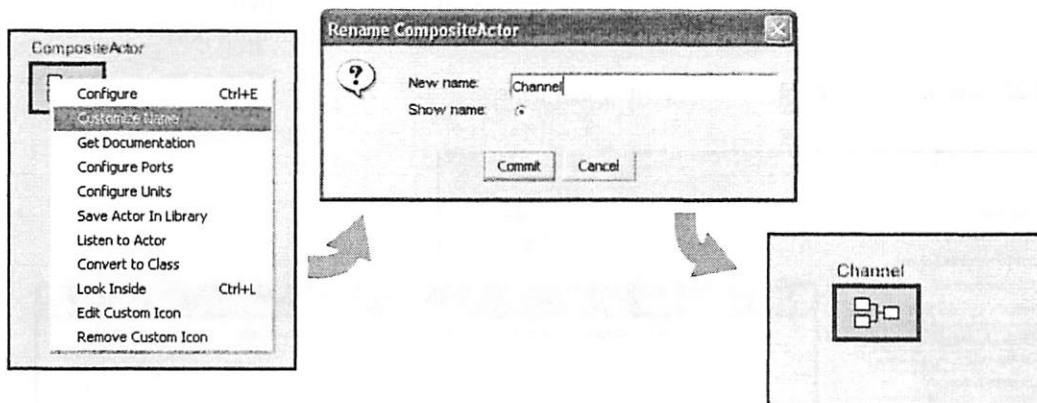 CompositeActor
Configure Ctrl+E
Customize Name
Get Documentation
Configure Ports
Configure Units
Save Actor In Library
Listen to Actor
Convert to Class
Look Inside Ctrl+L
Edit Custom Icon
Remove Custom Icon
Rename CompositeActor
?
New name: Channel
Show name:
Commit Cancel
Channel